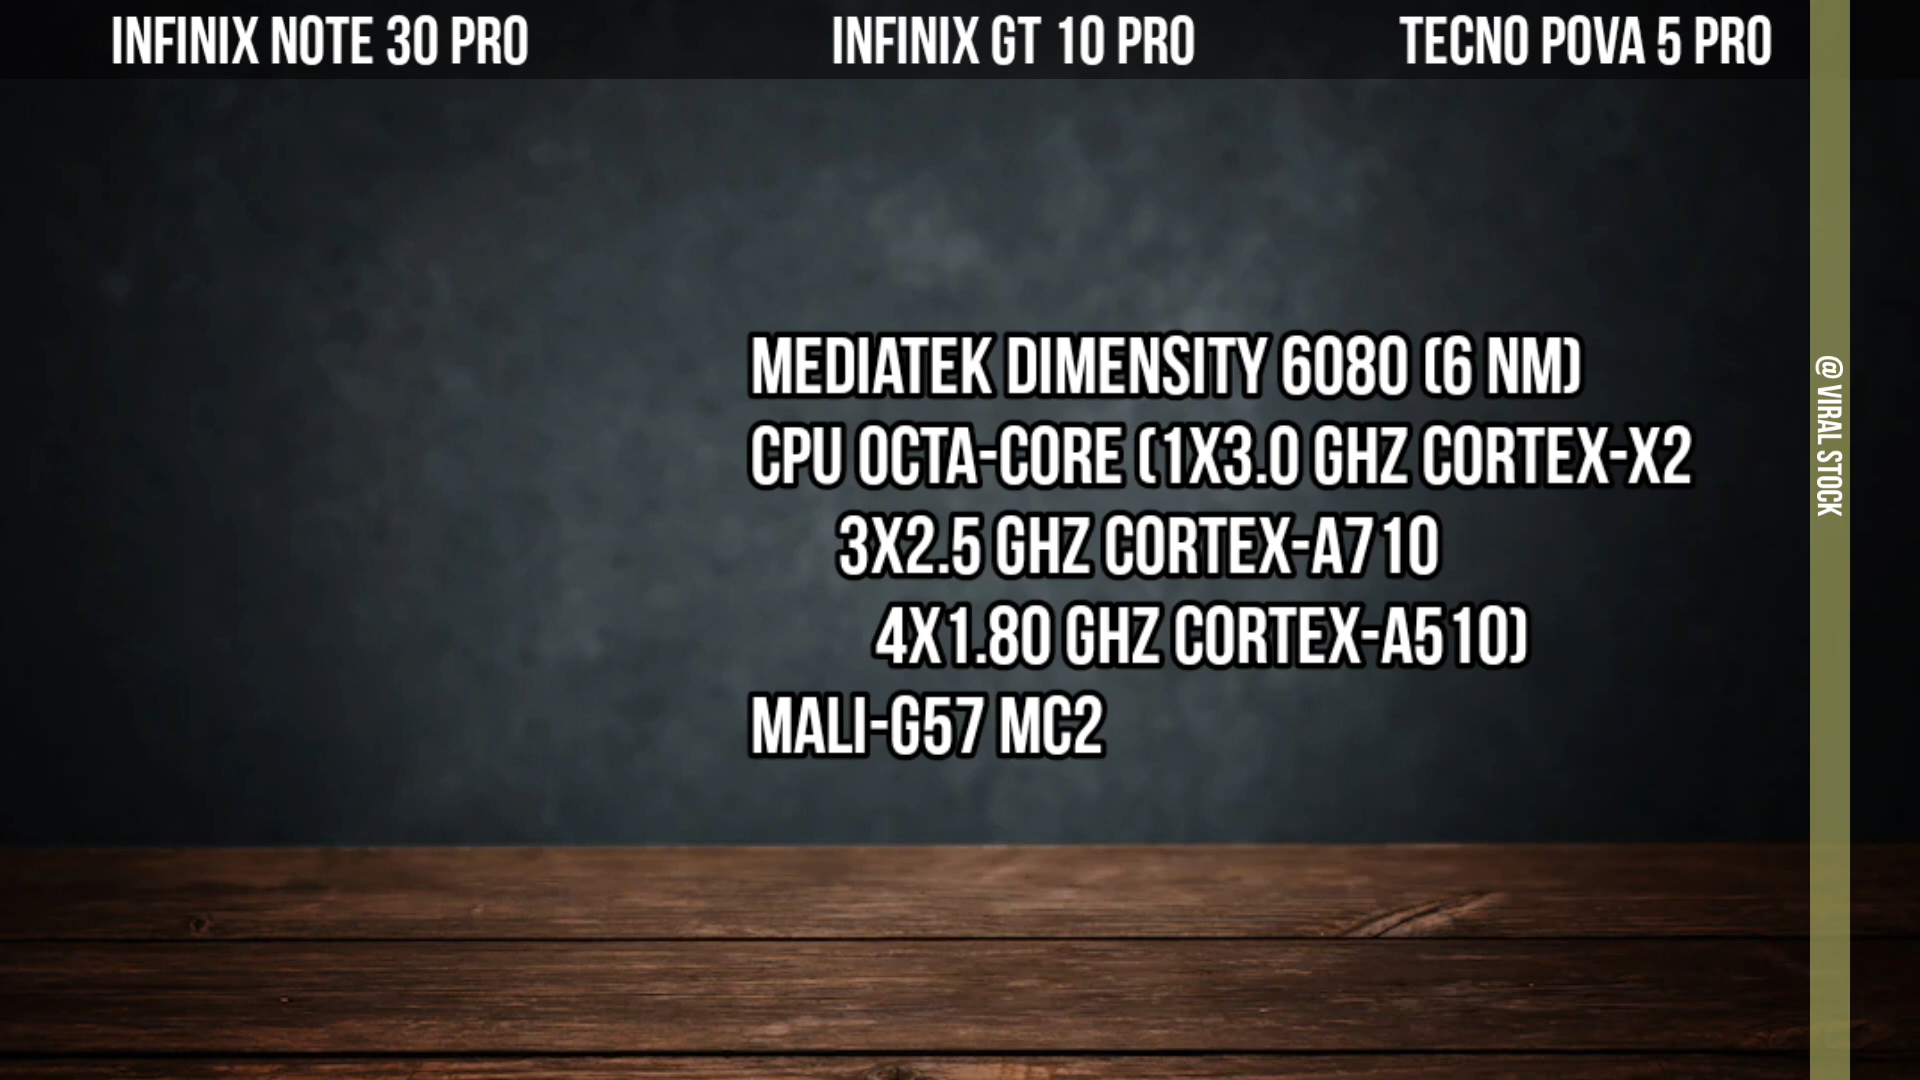 INFINIX NOTE 30 PRO
INFINIX GT 10 PRO
TECNO POVA 5 PRO
MEDIATEK DIMENSITY 6080 (6 NM)
CPU OCTA-CORE (1X3.0 GHZ CORTEX-X2
3X2.5 GHZ CORTEX-A710
4X1.80 GHZ CORTEX-A510)
MALI-G57 MC2
@ VIRAL STOCK